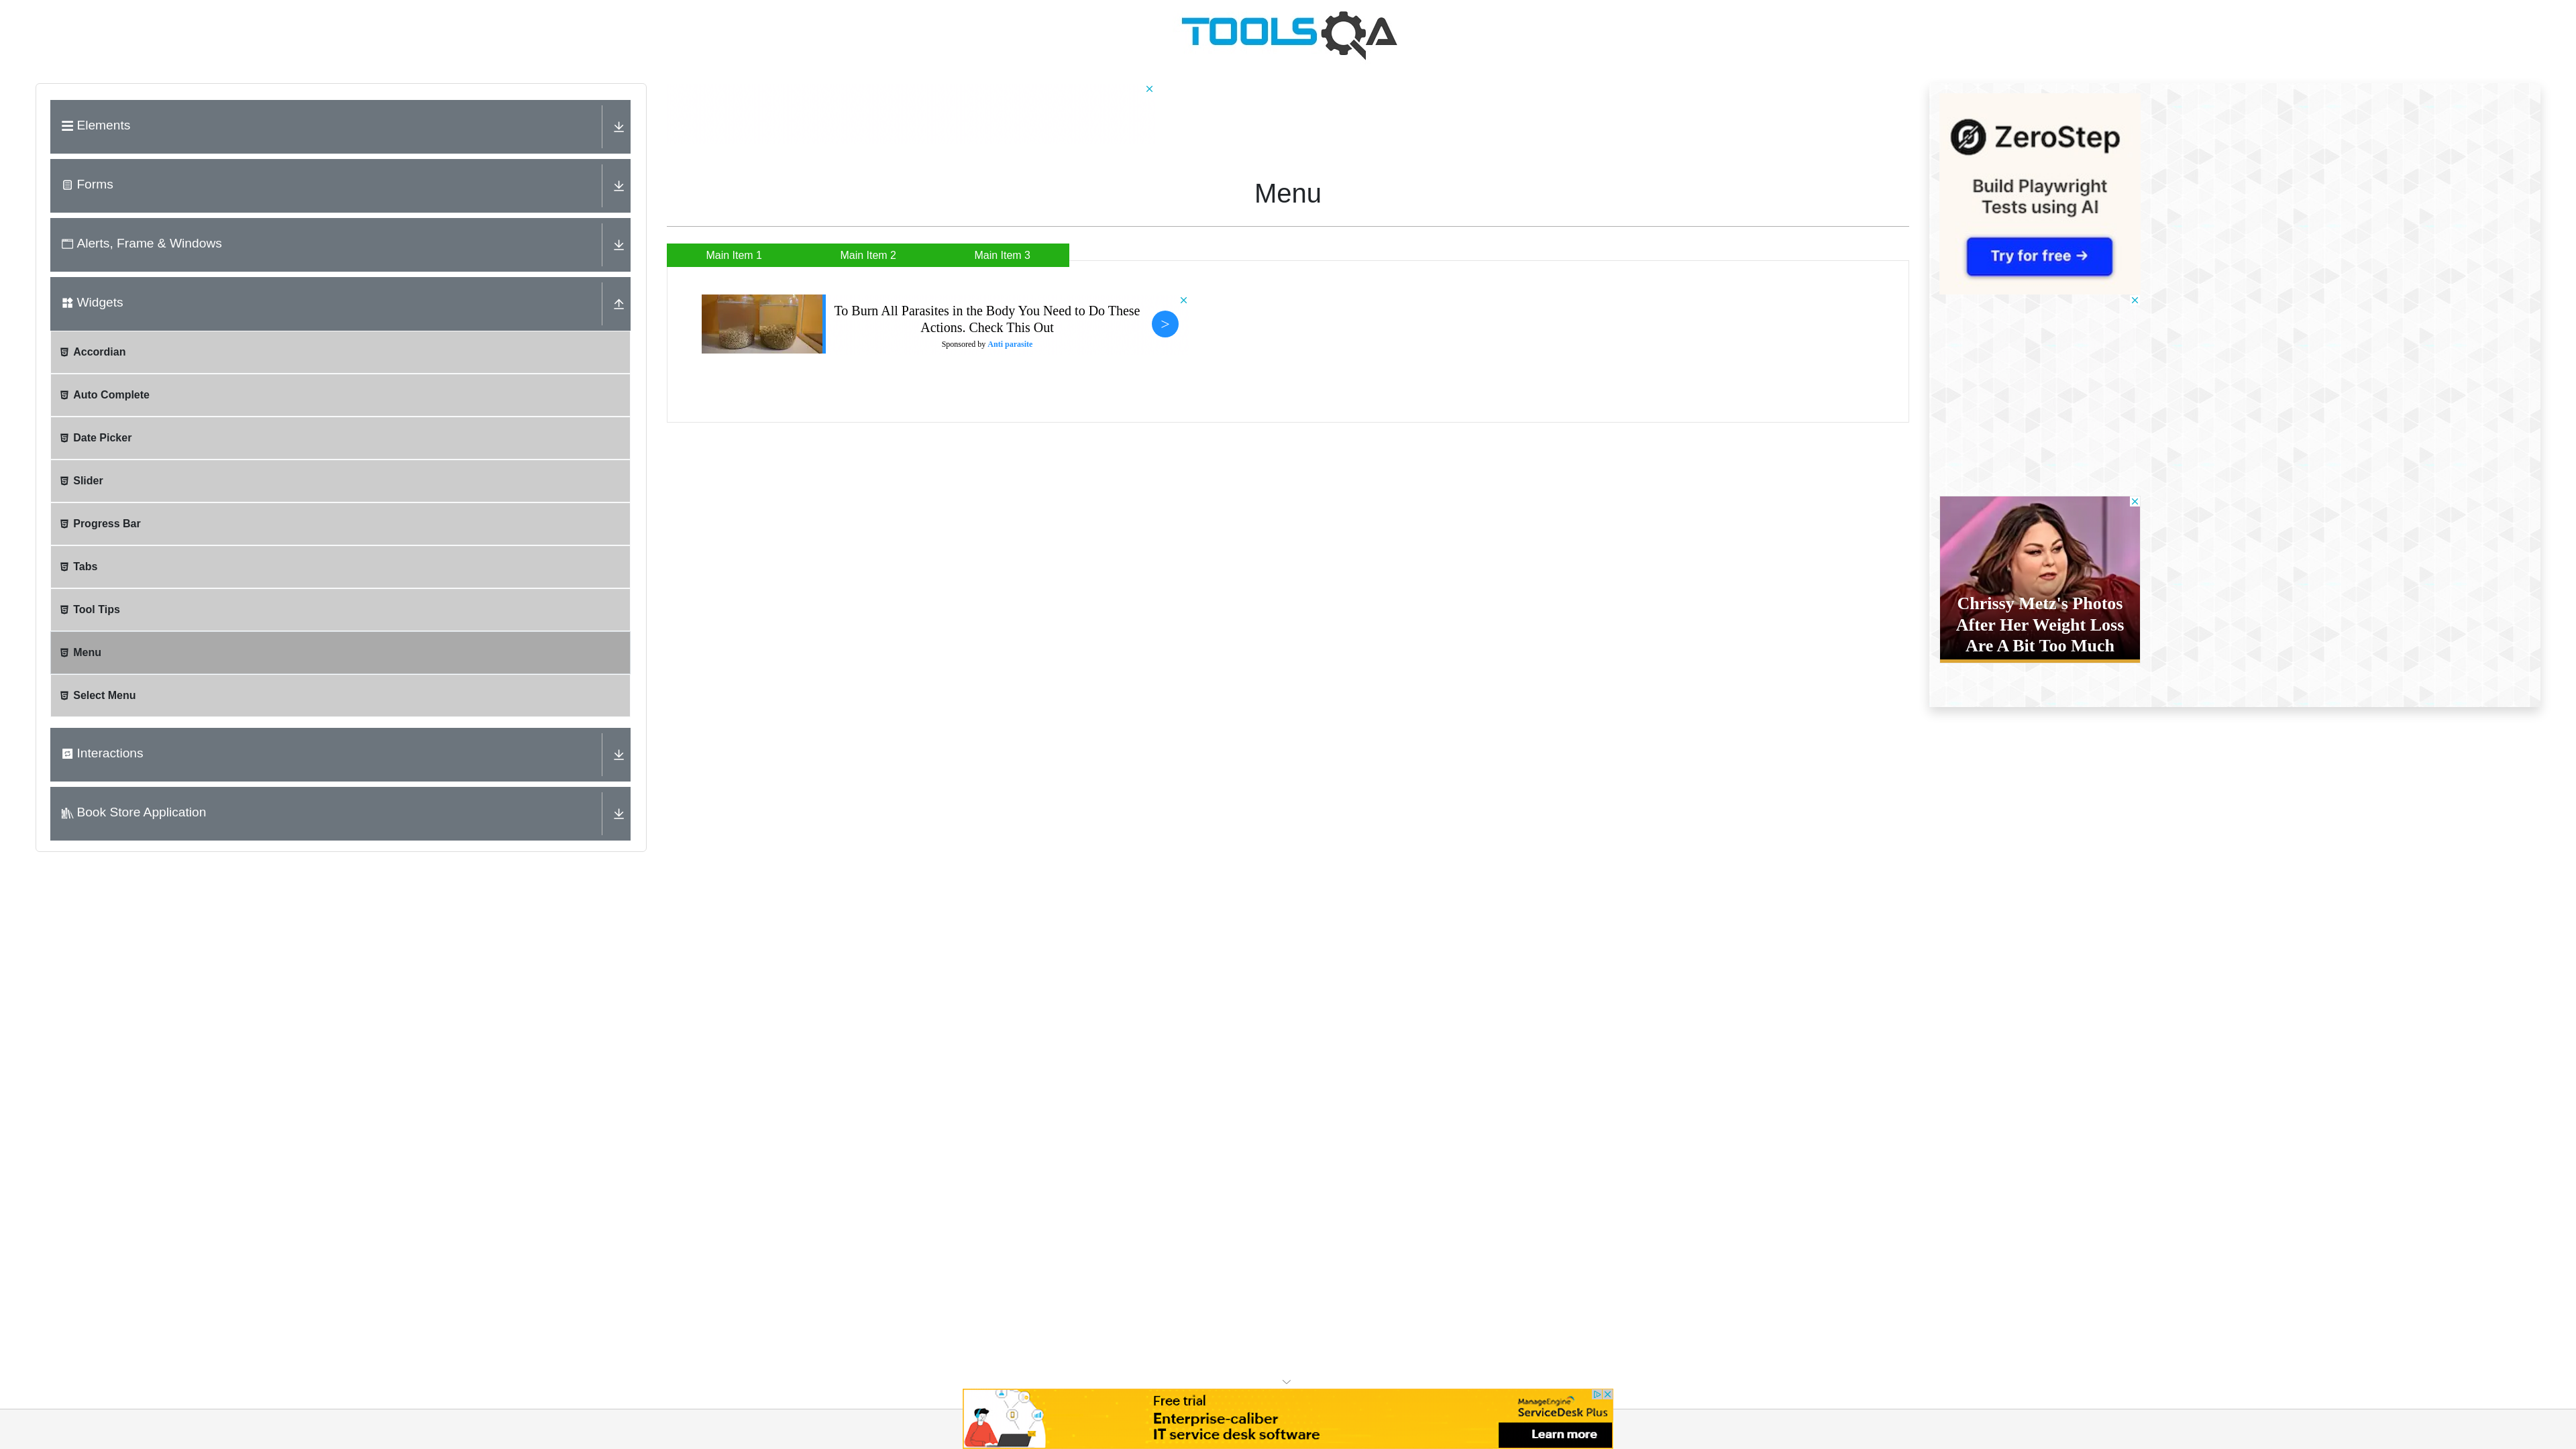 TOOLSQA
Elements
Forms
Alerts, Frame & Windows
Widgets
Accordian
Auto Complete
Date Picker
Slider
Progress Bar
Tabs
Tool Tips
Menu
Select Menu
Interactions
Book Store Application
Menu
Main Item 1
Main Item 2
Main Item 3
To Burn All Parasites in the Body You Need to Do These
Actions. Check This Out
Sponsored by Anti parasite
>
ZeroStep
Build Playwright
Tests using AI
Try for free →
Chrissy Metz's Photos
After Her Weight Loss
Are A Bit Too Much
Free trial
Enterprise-caliber
IT service desk software
ManageEngine
ServiceDesk Plus
Learn more